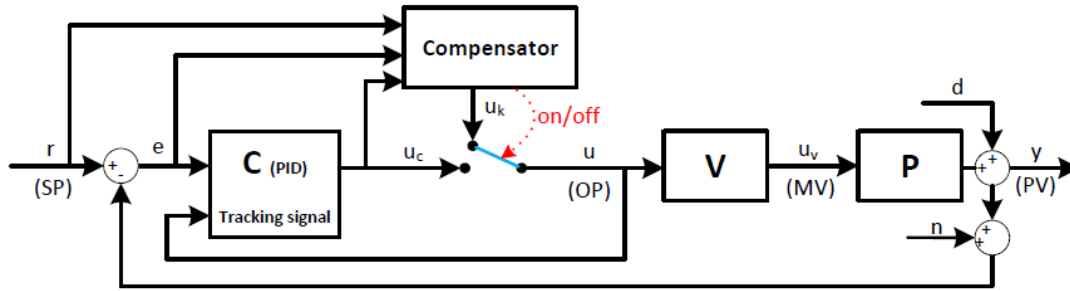 Compensator
d
u_k
on/off
r
e
C (PID)
u_c
u
V
u_v
P
y
+
-
+
+
(SP)
(OP)
(MV)
(PV)
Tracking signal
n
+
+